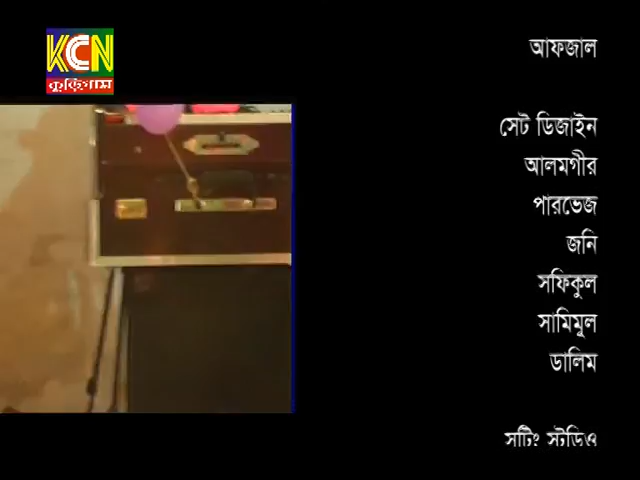 KCN
কুড়িগ্রাম
আফজাল
সেট ডিজাইন
আলমগীর
পারভেজ
জনি
সফিকুল
সামিমুল
ডালিম
সুটিং স্টুডিও